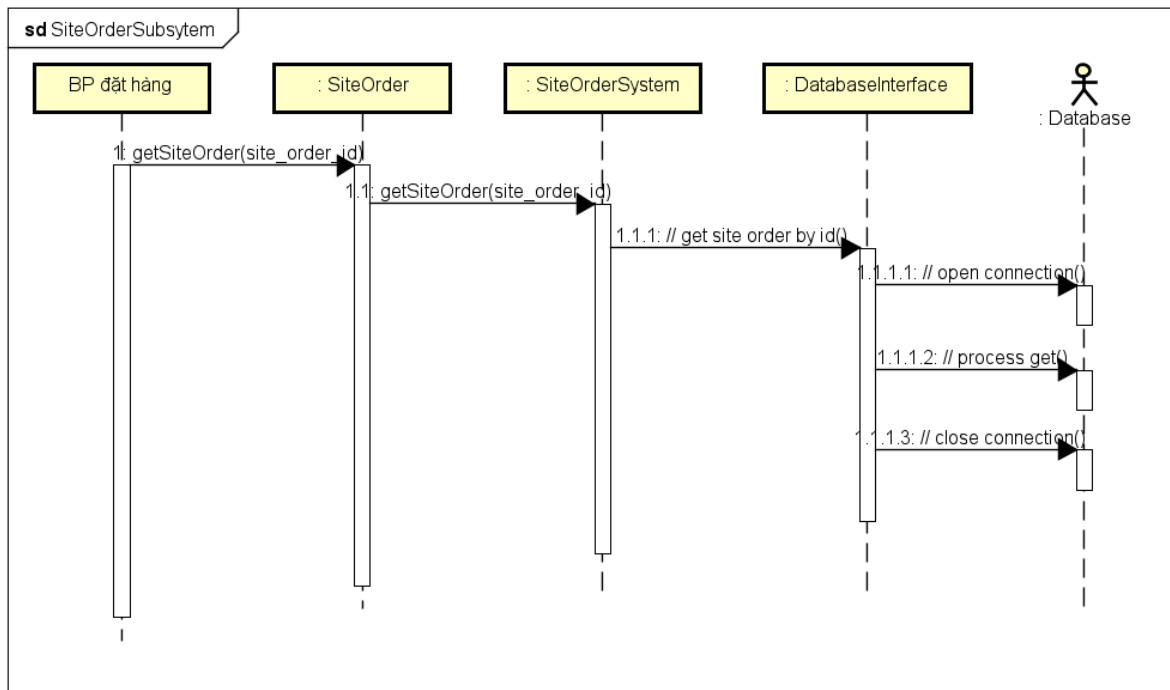 sd SiteOrderSubsytem
BP đặt hàng
: SiteOrder
: SiteOrderSystem
: DatabaseInterface
: Database
1: getSiteOrder(site_order_id)
1.1: getSiteOrder(site_order_id)
1.1.1: // get site order by id()
1.1.1.1: // open connection()
1.1.1.2: // process get()
1.1.1.3: // close connection()